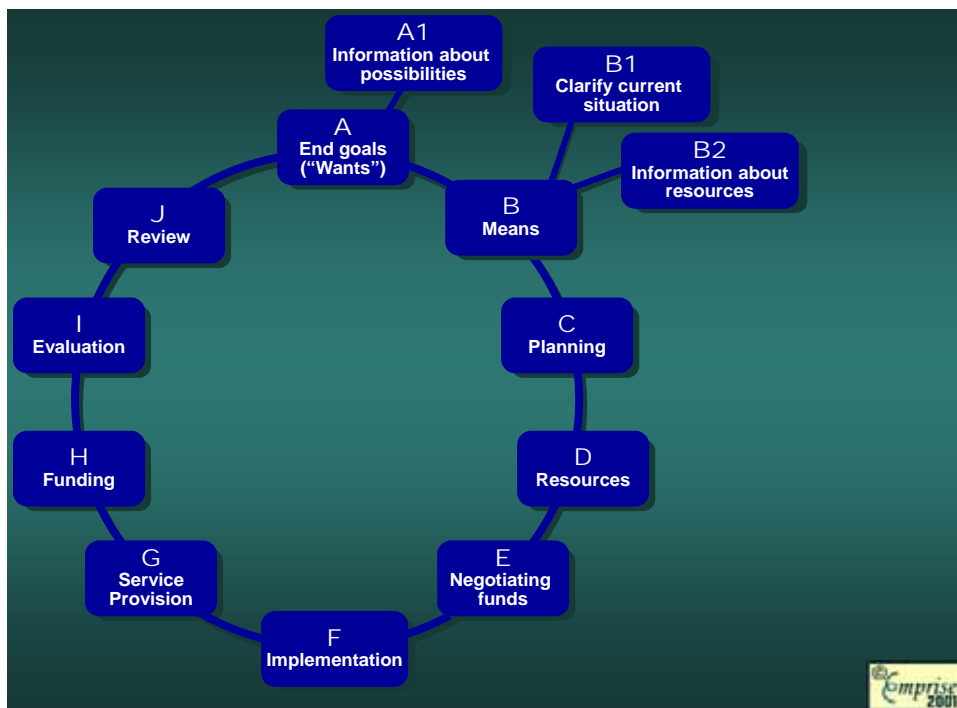 A1
Information about
possibilities
B1
Clarify current
situation
A
End goals
("Wants")
B2
Information about
resources
B
Means
J
Review
I
Evaluation
C
Planning
H
Funding
D
Resources
G
Service
Provision
E
Negotiating
funds
F
Implementation
Emprise
2001